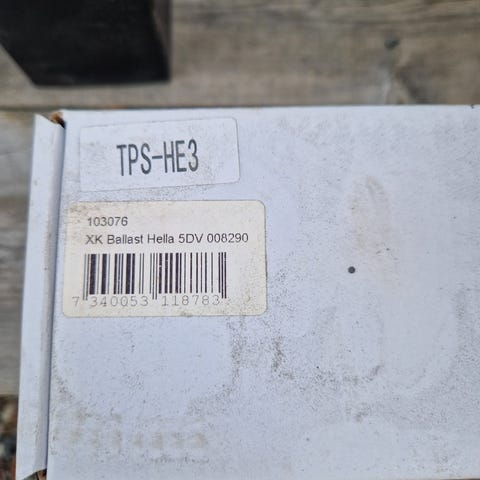 TPS-HE3
103076
XK Ballast Hella 5DV 008290
7 340053 118783